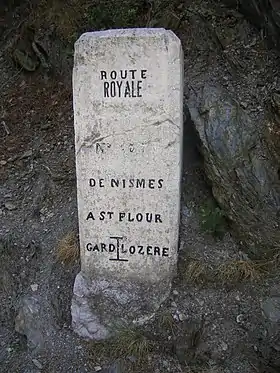 ROUTE
ROYALE
DE NISMES
A ST FLOUR
GARD LOZERE